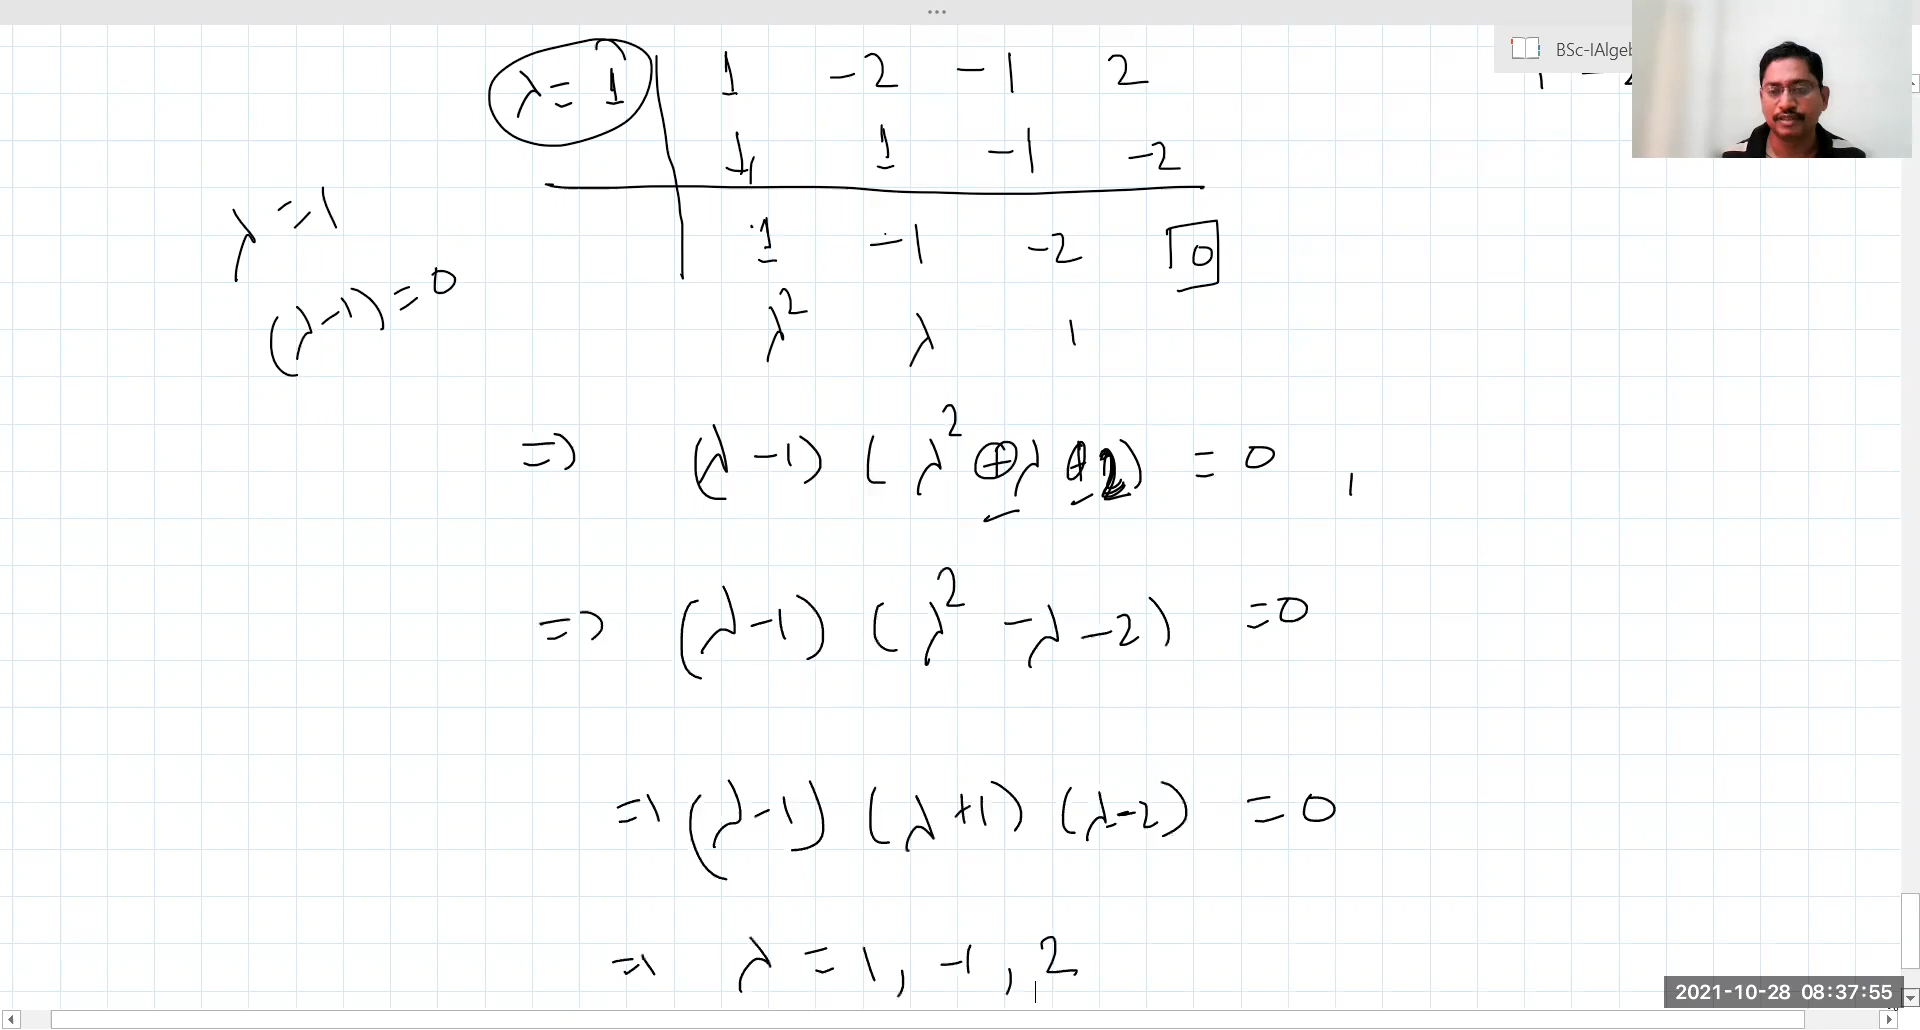 BSc-IAlgeb
λ = 1 | 1 -2 -1 2
↓ 1 -1 -2
λ = 1
1 -1 -2 0
(λ-1) = 0
λ² λ 1
=> (λ-1) (λ² + λ + 2) = 0 ,
=> (λ-1) (λ² - λ - 2) = 0
=> (λ-1) (λ+1) (λ-2) = 0
=> λ = 1, -1, 2
2021-10-28 08:37:55